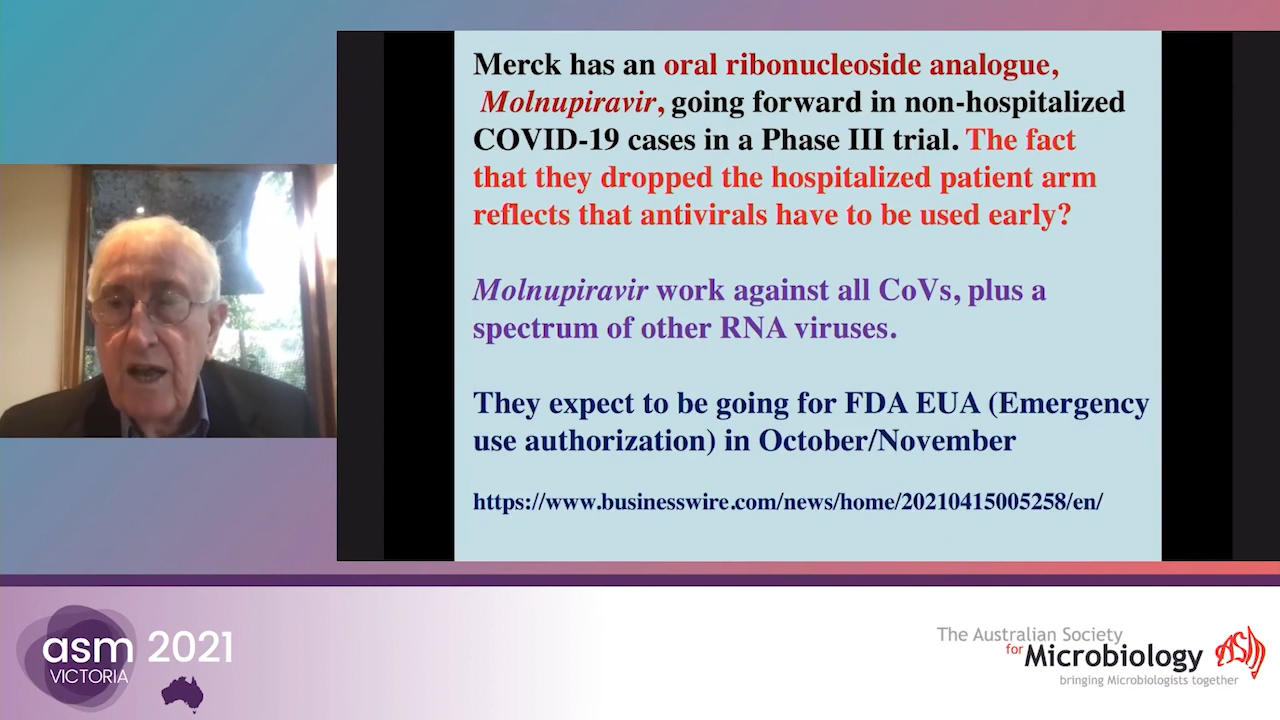 Merck has an oral ribonucleoside analogue,
Molnupiravir, going forward in non-hospitalized
COVID-19 cases in a Phase III trial. The fact
that they dropped the hospitalized patient arm
reflects that antivirals have to be used early?
Molnupiravir work against all CoVs, plus a
spectrum of other RNA viruses.
They expect to be going for FDA EUA (Emergency
use authorization) in October/November
https://www.businesswire.com/news/home/20210415005258/en/
asm 2021
VICTORIA
The Australian Society
for Microbiology
bringing Microbiologists together
ASM